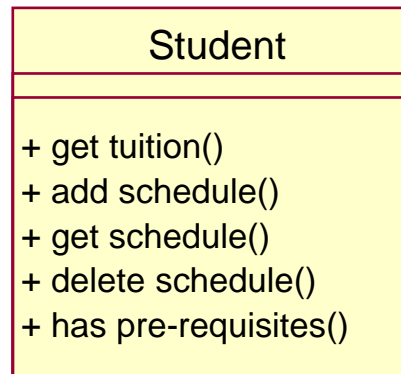 Student
+ get tuition()
+ add schedule()
+ get schedule()
+ delete schedule()
+ has pre-requisites()